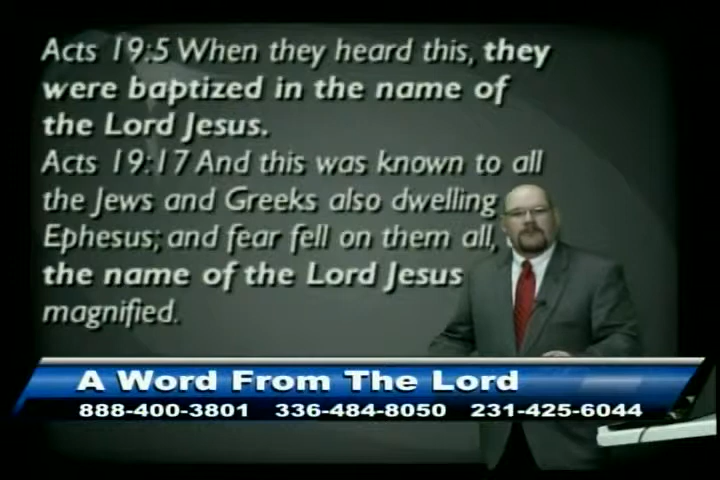 Acts 19:5 When they heard this, they
were baptized in the name of
the Lord Jesus.
Acts 19:17 And this was known to all
the Jews and Greeks also dwelling
Ephesus; and fear fell on them all,
the name of the Lord Jesus
magnified.
A Word From The Lord
888-400-3801 336-484-8050 231-425-6044